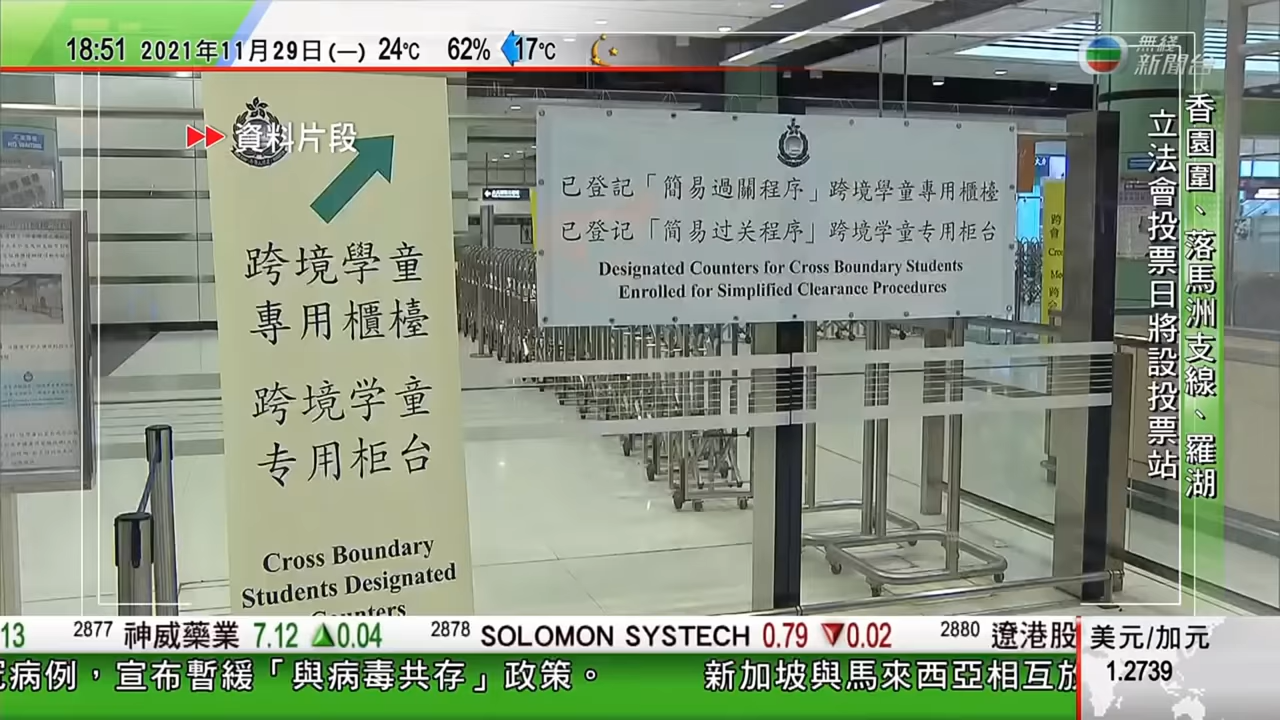 18:51 2021年11月29日(一) 24℃ 62% 17℃
無綫
新聞台
資料片段
香園圍、落馬洲支線、羅湖
立法會投票日將設投票站
跨境學童
專用櫃檯
跨境学童
专用柜台
Cross Boundary
Students Designated
Counters
已登記「簡易過關程序」跨境學童專用櫃檯
已登记「简易过关程序」跨境学童专用柜台
Designated Counters for Cross Boundary Students
Enrolled for Simplified Clearance Procedures
13 2877 神威藥業 7.12 ▲0.04 2878 SOLOMON SYSTECH 0.79 ▼0.02 2880 遼港股
病例，宣布暫緩「與病毒共存」政策。 新加坡與馬來西亞相互放
美元/加元
1.2739